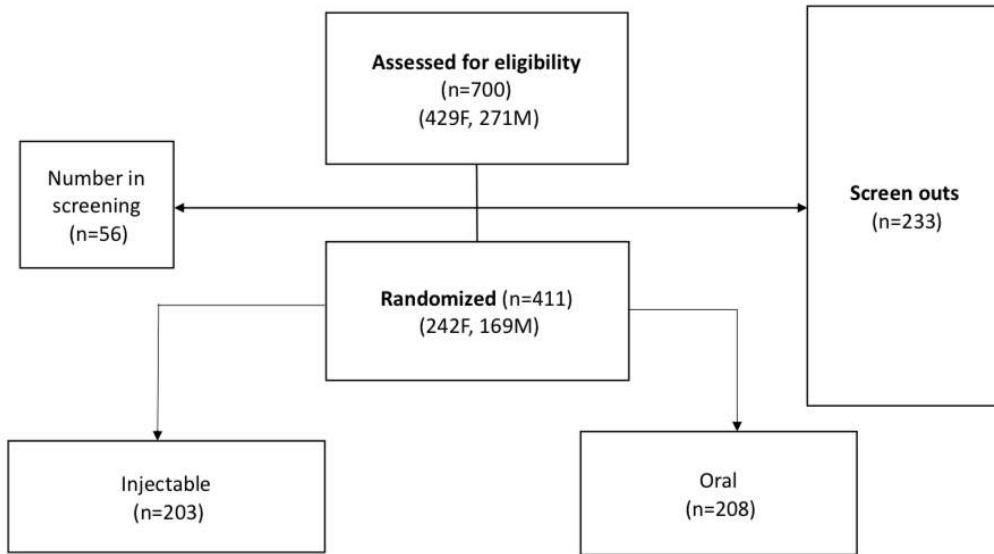 Assessed for eligibility
(n=700)
(429F, 271M)
Number in
screening
(n=56)
Screen outs
(n=233)
Randomized (n=411)
(242F, 169M)
Injectable
(n=203)
Oral
(n=208)